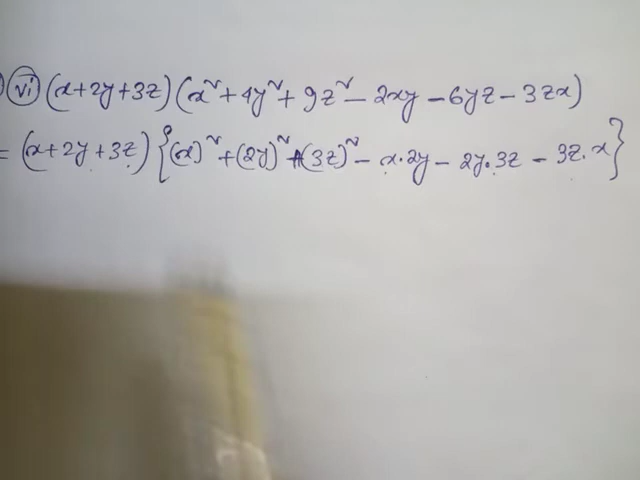 (vi) (x+2y+3z)(x²+4y²+9z²-2xy-6yz-3zx)
= (x+2y+3z){(x)²+(2y)²+(3z)²-x·2y-2y·3z-3z·x}